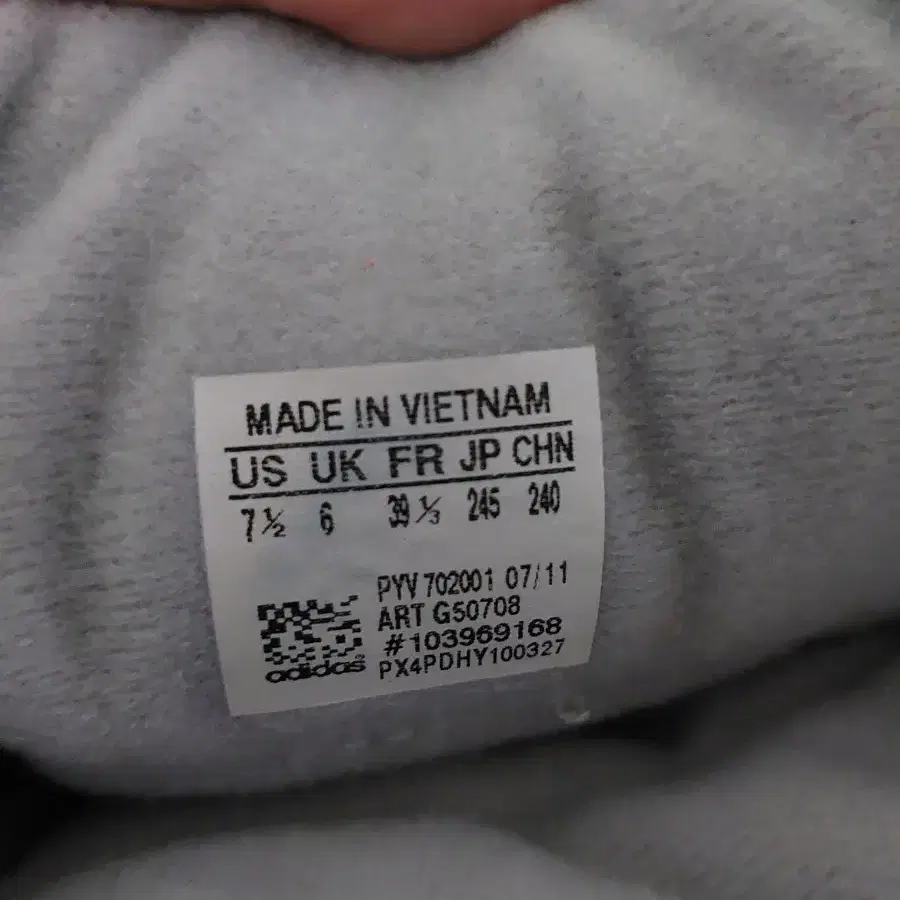 MADE IN VIETNAM
US UK FR JP CHN
7½ 6 39⅓ 245 240
PYV 702001 07/11
ART G50708
#103969168
adidas PX4PDHY100327